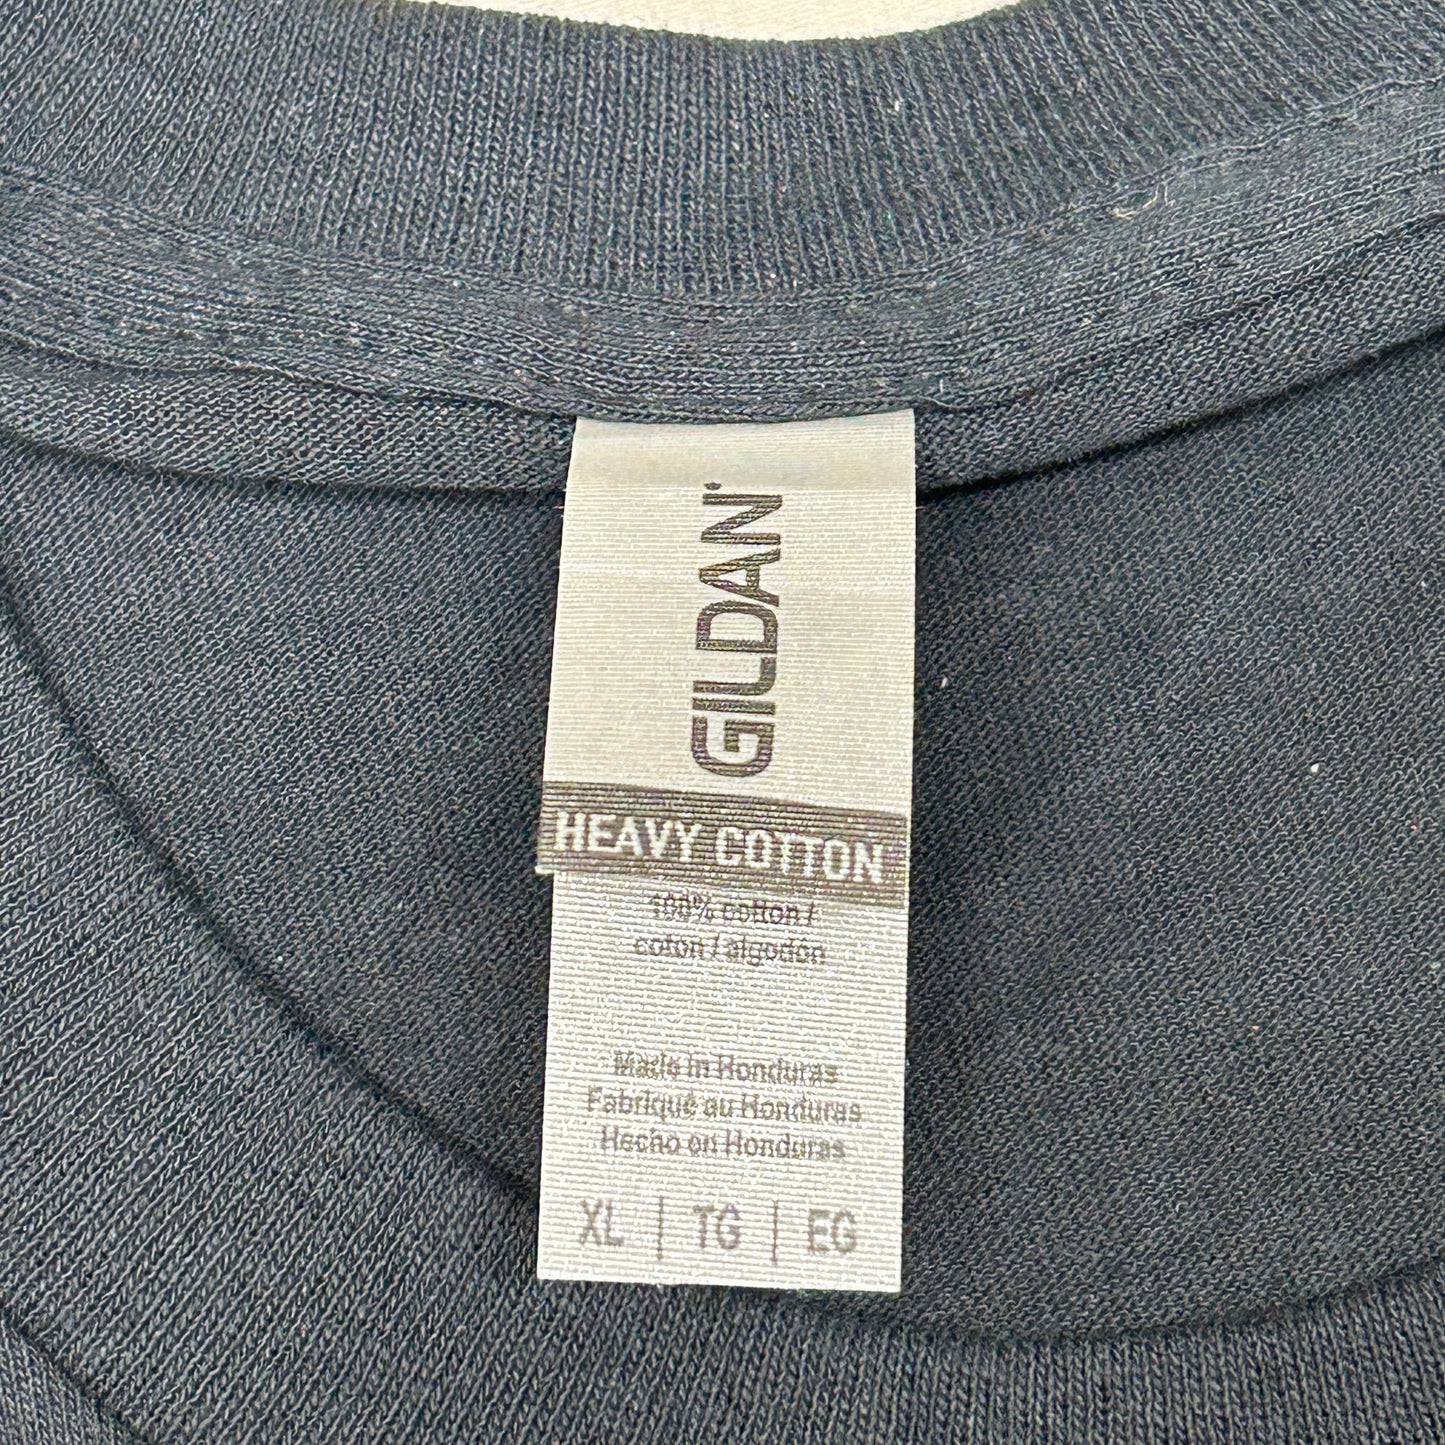 GILDAN
HEAVY COTTON
100% cotton /
coton / algodón
Made in Honduras
Fabriqué au Honduras
Hecho en Honduras
XL | TG | EG